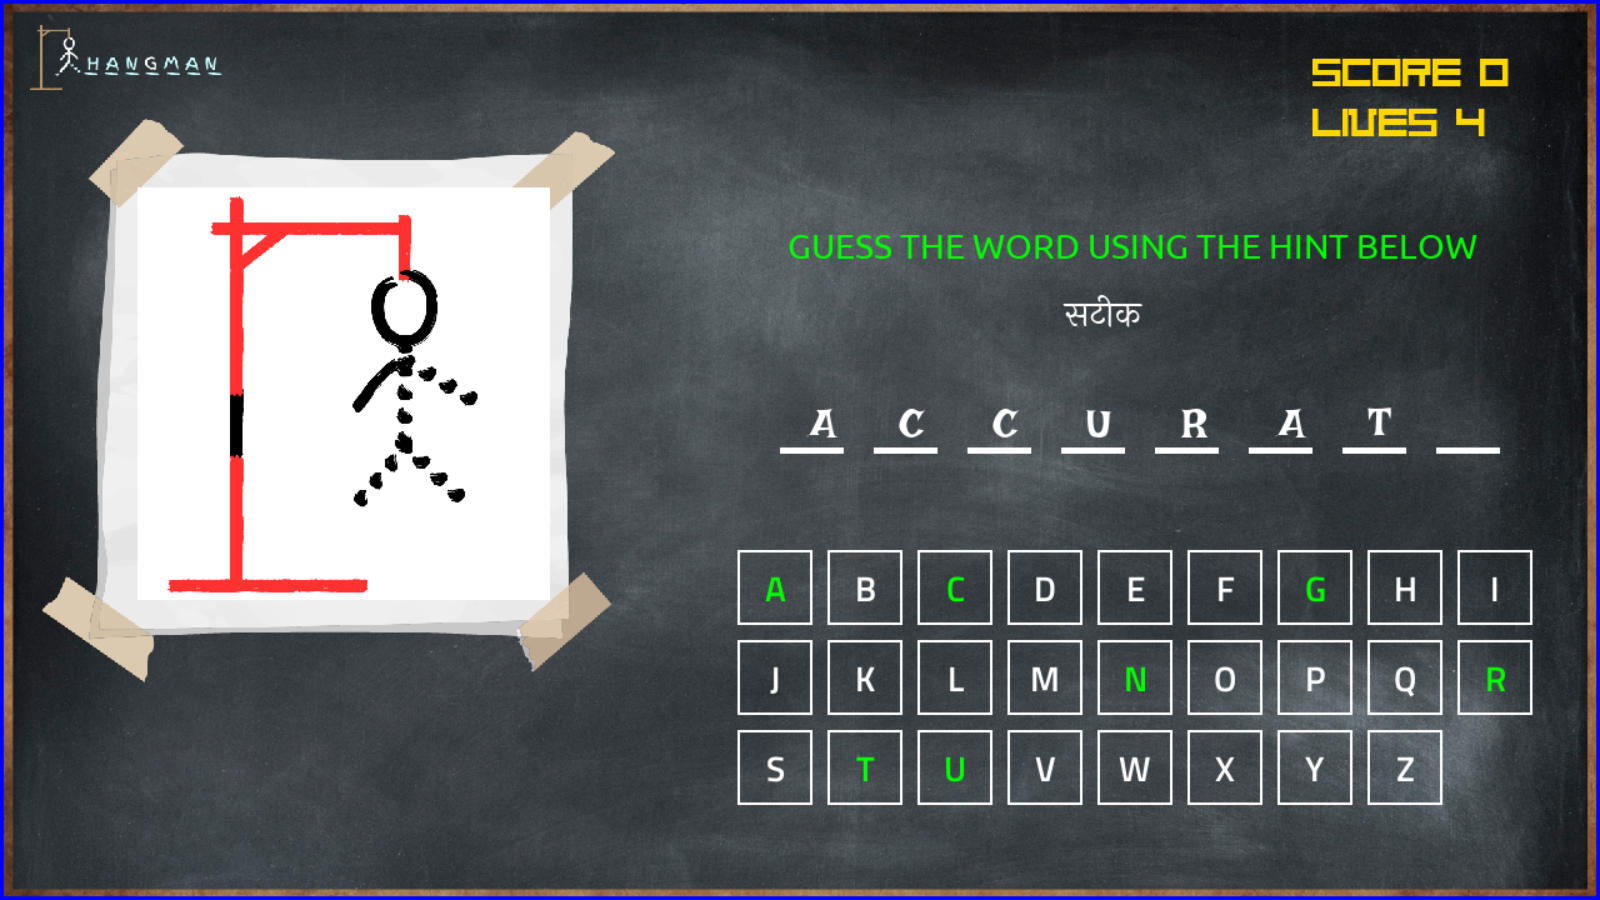 HANGMAN
SCORE 0
LIVES 4
GUESS THE WORD USING THE HINT BELOW
सटीक
A C C U R A T
A B C D E F G H I
J K L M N O P Q R
S T U V W X Y Z